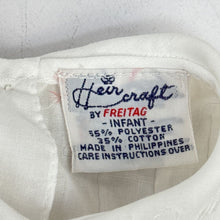 Heir
craft
BY FREITAG
- INFANT -
65% POLYESTER
35% COTTON
MADE IN PHILIPPINES
CARE INSTRUCTIONS OVER